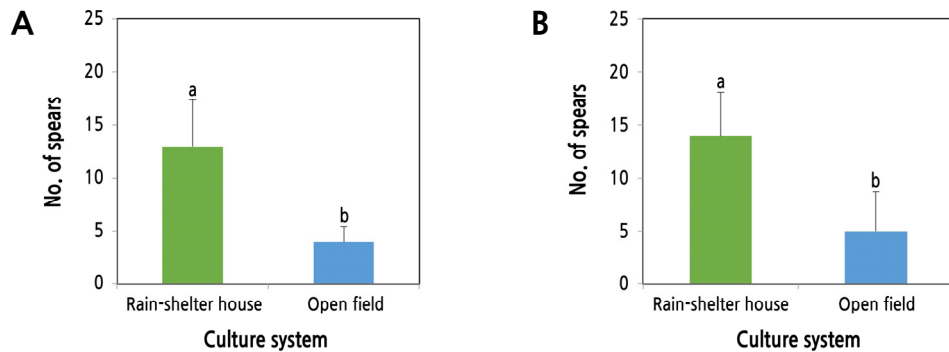 A
25
20
15
10
5
0
No. of spears
a
b
Rain-shelter house
Open field
Culture system
B
25
20
15
10
5
0
No. of spears
a
b
Rain-shelter house
Open field
Culture system